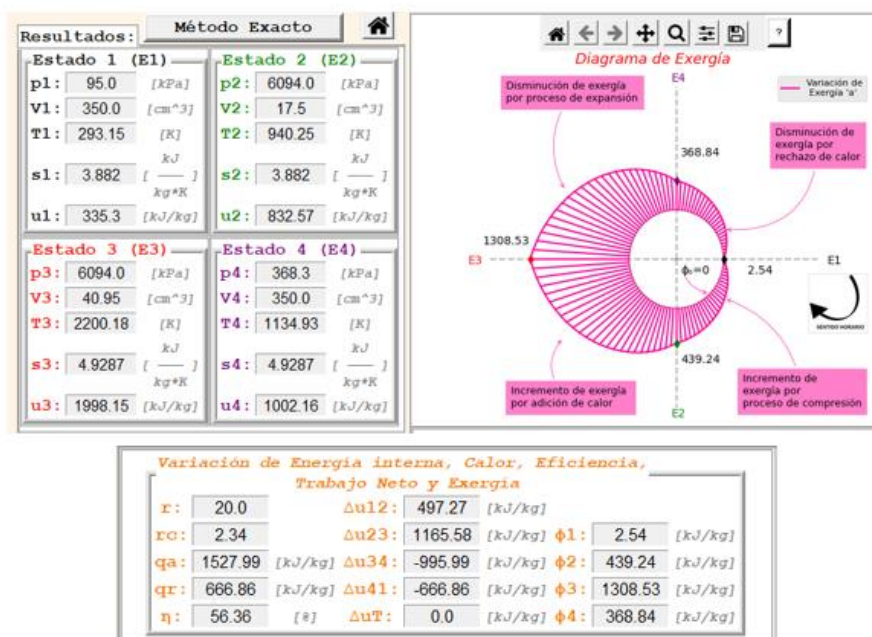 Resultados: Método Exacto
Estado 1 (E1)
p1: 95.0 [kPa]
V1: 350.0 [cm^3]
T1: 293.15 [K]
s1: 3.882 [ kJ / kg*K ]
u1: 335.3 [kJ/kg]
Estado 2 (E2)
p2: 6094.0 [kPa]
V2: 17.5 [cm^3]
T2: 940.25 [K]
s2: 3.882 [ kJ / kg*K ]
u2: 832.57 [kJ/kg]
Estado 3 (E3)
p3: 6094.0 [kPa]
V3: 40.95 [cm^3]
T3: 2200.18 [K]
s3: 4.9287 [ kJ / kg*K ]
u3: 1998.15 [kJ/kg]
Estado 4 (E4)
p4: 368.3 [kPa]
V4: 350.0 [cm^3]
T4: 1134.93 [K]
s4: 4.9287 [ kJ / kg*K ]
u4: 1002.16 [kJ/kg]
?
Diagrama de Exergía
E4
Disminución de exergía
por proceso de expansión
Variación de
Exergía 'a'
Disminución de
exergía por
rechazo de calor
368.84
1308.53
E3
ϕ₀=0
2.54
E1
SENTIDO HORARIO
439.24
Incremento de exergía
por adición de calor
Incremento de
exergía por
proceso de compresión
E2
Variación de Energía interna, Calor, Eficiencia,
Trabajo Neto y Exergia
r: 20.0 Δu12: 497.27 [kJ/kg]
rc: 2.34 Δu23: 1165.58 [kJ/kg] ϕ1: 2.54 [kJ/kg]
qa: 1527.99 [kJ/kg] Δu34: -995.99 [kJ/kg] ϕ2: 439.24 [kJ/kg]
qr: 666.86 [kJ/kg] Δu41: -666.86 [kJ/kg] ϕ3: 1308.53 [kJ/kg]
η: 56.36 [%] ΔuT: 0.0 [kJ/kg] ϕ4: 368.84 [kJ/kg]